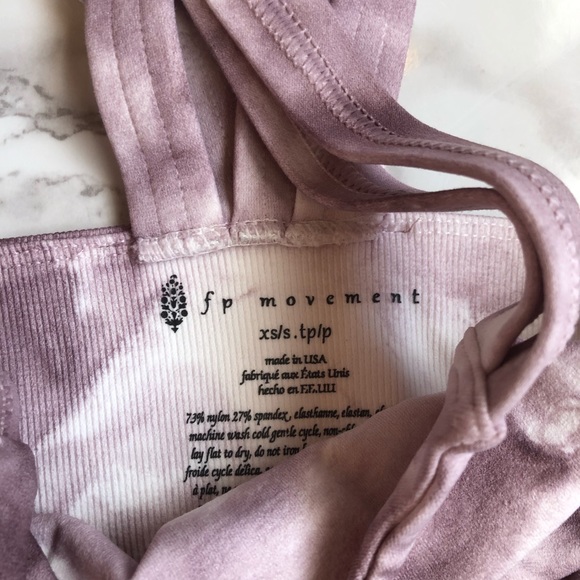 fp movement
xs/s.tp/p
made in USA
fabriqué aux États Unis
hecho en EE.UU
73% nylon 27% spandex, elasthanne, elastan,
machine wash cold gentle cycle,
lay flat to dry, do not iron
froide cycle délicat,
à plat,